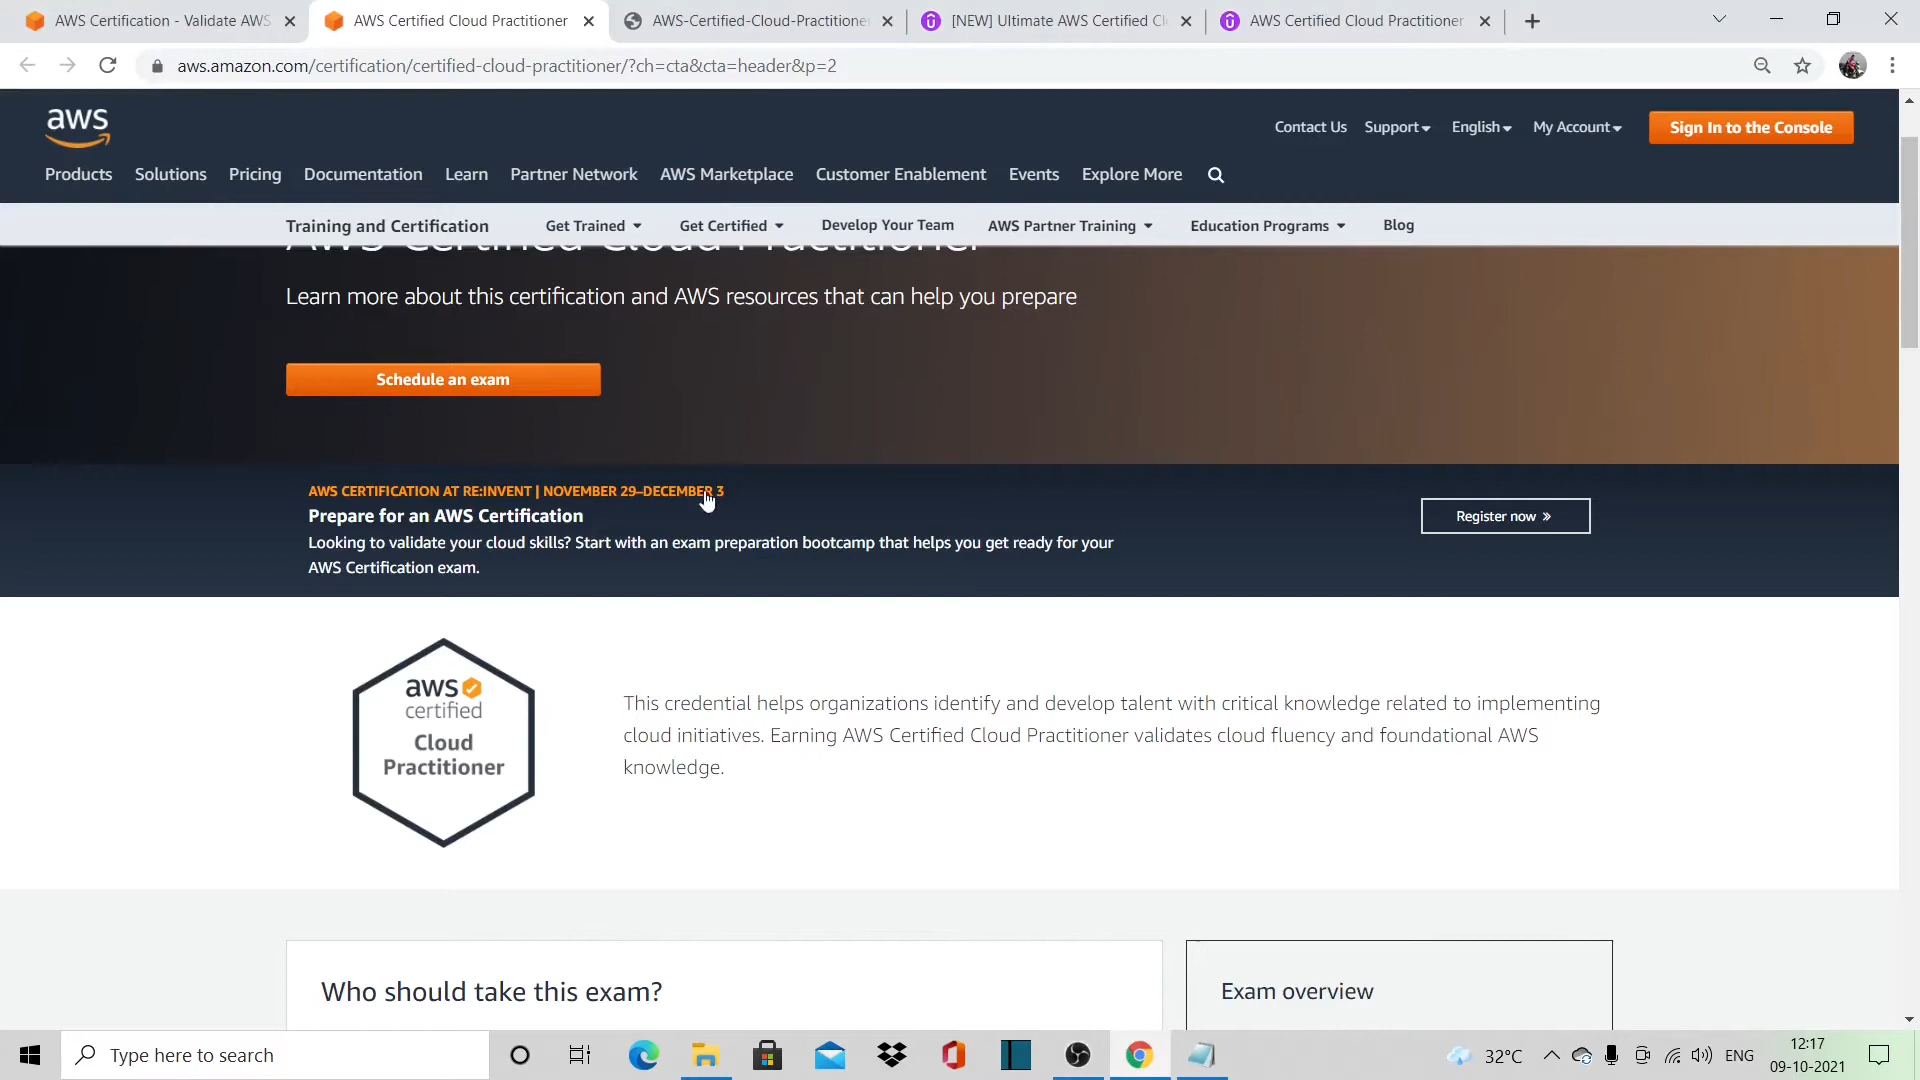 AWS Certification - Validate AWS
AWS Certified Cloud Practitioner
AWS-Certified-Cloud-Practitione
[NEW] Ultimate AWS Certified Cl
AWS Certified Cloud Practitioner
aws.amazon.com/certification/certified-cloud-practitioner/?ch=cta&cta=header&p=2
aws
Contact Us
Support
English
My Account
Sign In to the Console
Products
Solutions
Pricing
Documentation
Learn
Partner Network
AWS Marketplace
Customer Enablement
Events
Explore More
Training and Certification
Get Trained
Get Certified
Develop Your Team
AWS Partner Training
Education Programs
Blog
AWS Certified Cloud Practitioner
Learn more about this certification and AWS resources that can help you prepare
Schedule an exam
AWS CERTIFICATION AT RE:INVENT | NOVEMBER 29–DECEMBER 3
Prepare for an AWS Certification
Looking to validate your cloud skills? Start with an exam preparation bootcamp that helps you get ready for your
AWS Certification exam.
Register now »
aws
certified
Cloud
Practitioner
This credential helps organizations identify and develop talent with critical knowledge related to implementing
cloud initiatives. Earning AWS Certified Cloud Practitioner validates cloud fluency and foundational AWS
knowledge.
Who should take this exam?
Exam overview
Type here to search
32°C
ENG
12:17
09-10-2021